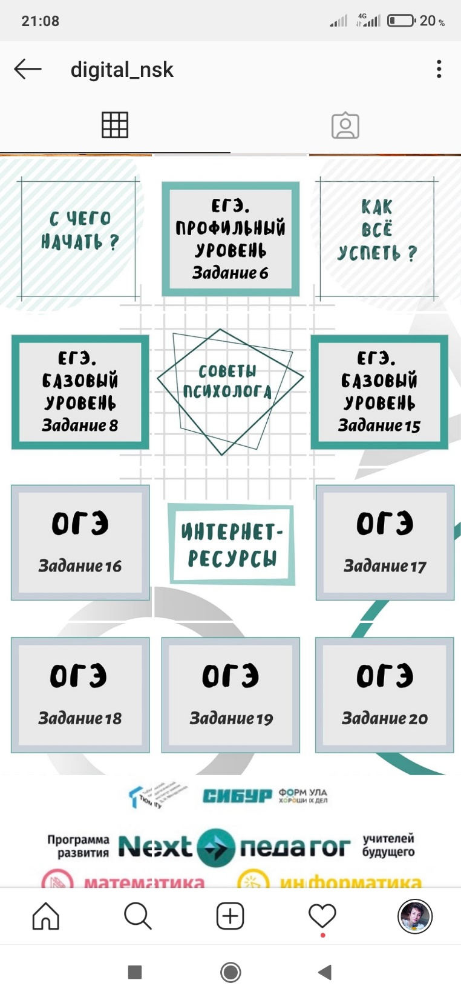 21:08
4G
20 %
digital_nsk
С ЧЕГО
НАЧАТЬ ?
ЕГЭ.
ПРОФИЛЬНЫЙ
УРОВЕНЬ
Задание 6
КАК
ВСЁ
УСПЕТЬ ?
ЕГЭ.
БАЗОВЫЙ
УРОВЕНЬ
Задание 8
СОВЕТЫ
ПСИХОЛОГА
ЕГЭ.
БАЗОВЫЙ
УРОВЕНЬ
Задание 15
ОГЭ
Задание 16
ИНТЕРНЕТ-
РЕСУРСЫ
ОГЭ
Задание 17
ОГЭ
Задание 18
ОГЭ
Задание 19
ОГЭ
Задание 20
СИБУР
ФОРМУЛА
ХОРОШИХ ДЕЛ
Программа
развития
Next педагог
учителей
будущего
математика
информатика